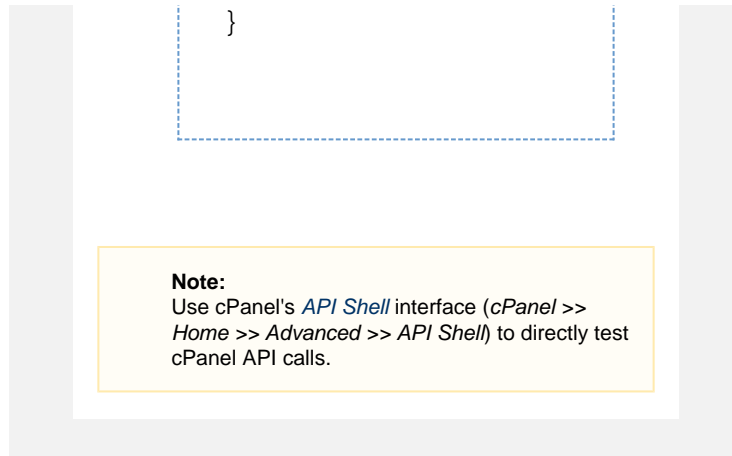 }
Note:
Use cPanel's API Shell interface (cPanel >>
Home >> Advanced >> API Shell) to directly test
cPanel API calls.